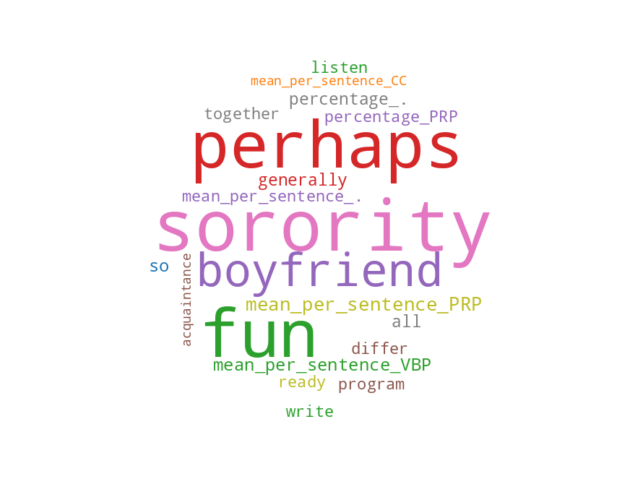 listen
mean_per_sentence_CC
percentage_.
together percentage_PRP
perhaps
generally
mean_per_sentence_.
sorority
so boyfriend
acquaintance
mean_per_sentence_PRP
fun all
differ
mean_per_sentence_VBP
ready program
write